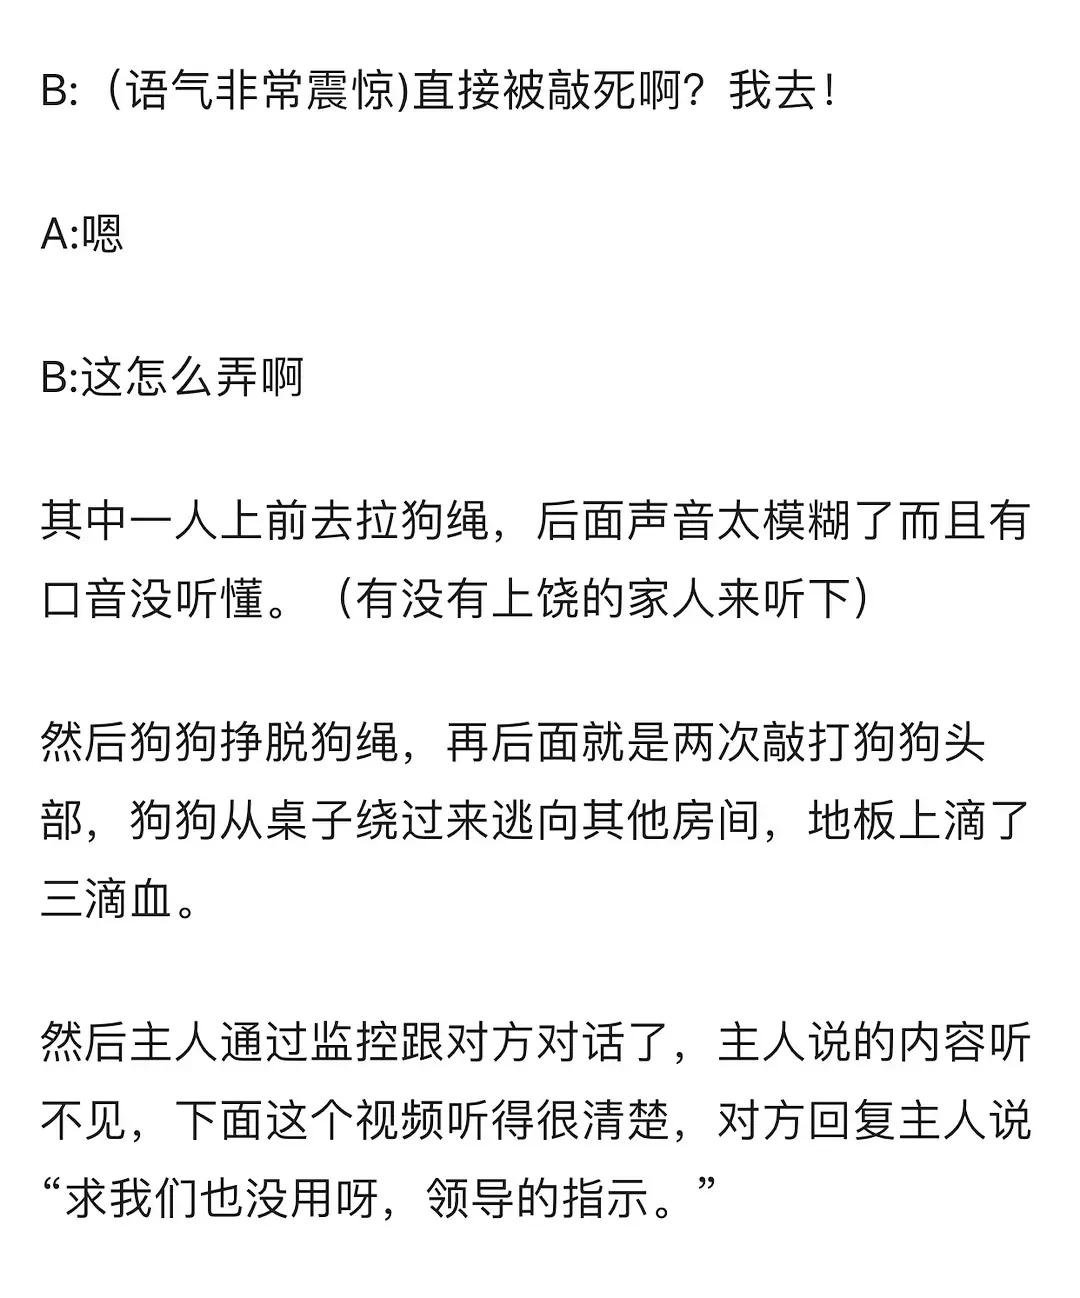 B:（语气非常震惊)直接被敲死啊？我去！
A:嗯
B:这怎么弄啊
其中一人上前去拉狗绳，后面声音太模糊了而且有
口音没听懂。（有没有上饶的家人来听下）
然后狗狗挣脱狗绳，再后面就是两次敲打狗狗头
部，狗狗从桌子绕过来逃向其他房间，地板上滴了
三滴血。
然后主人通过监控跟对方对话了，主人说的内容听
不见，下面这个视频听得很清楚，对方回复主人说
“求我们也没用呀，领导的指示。”